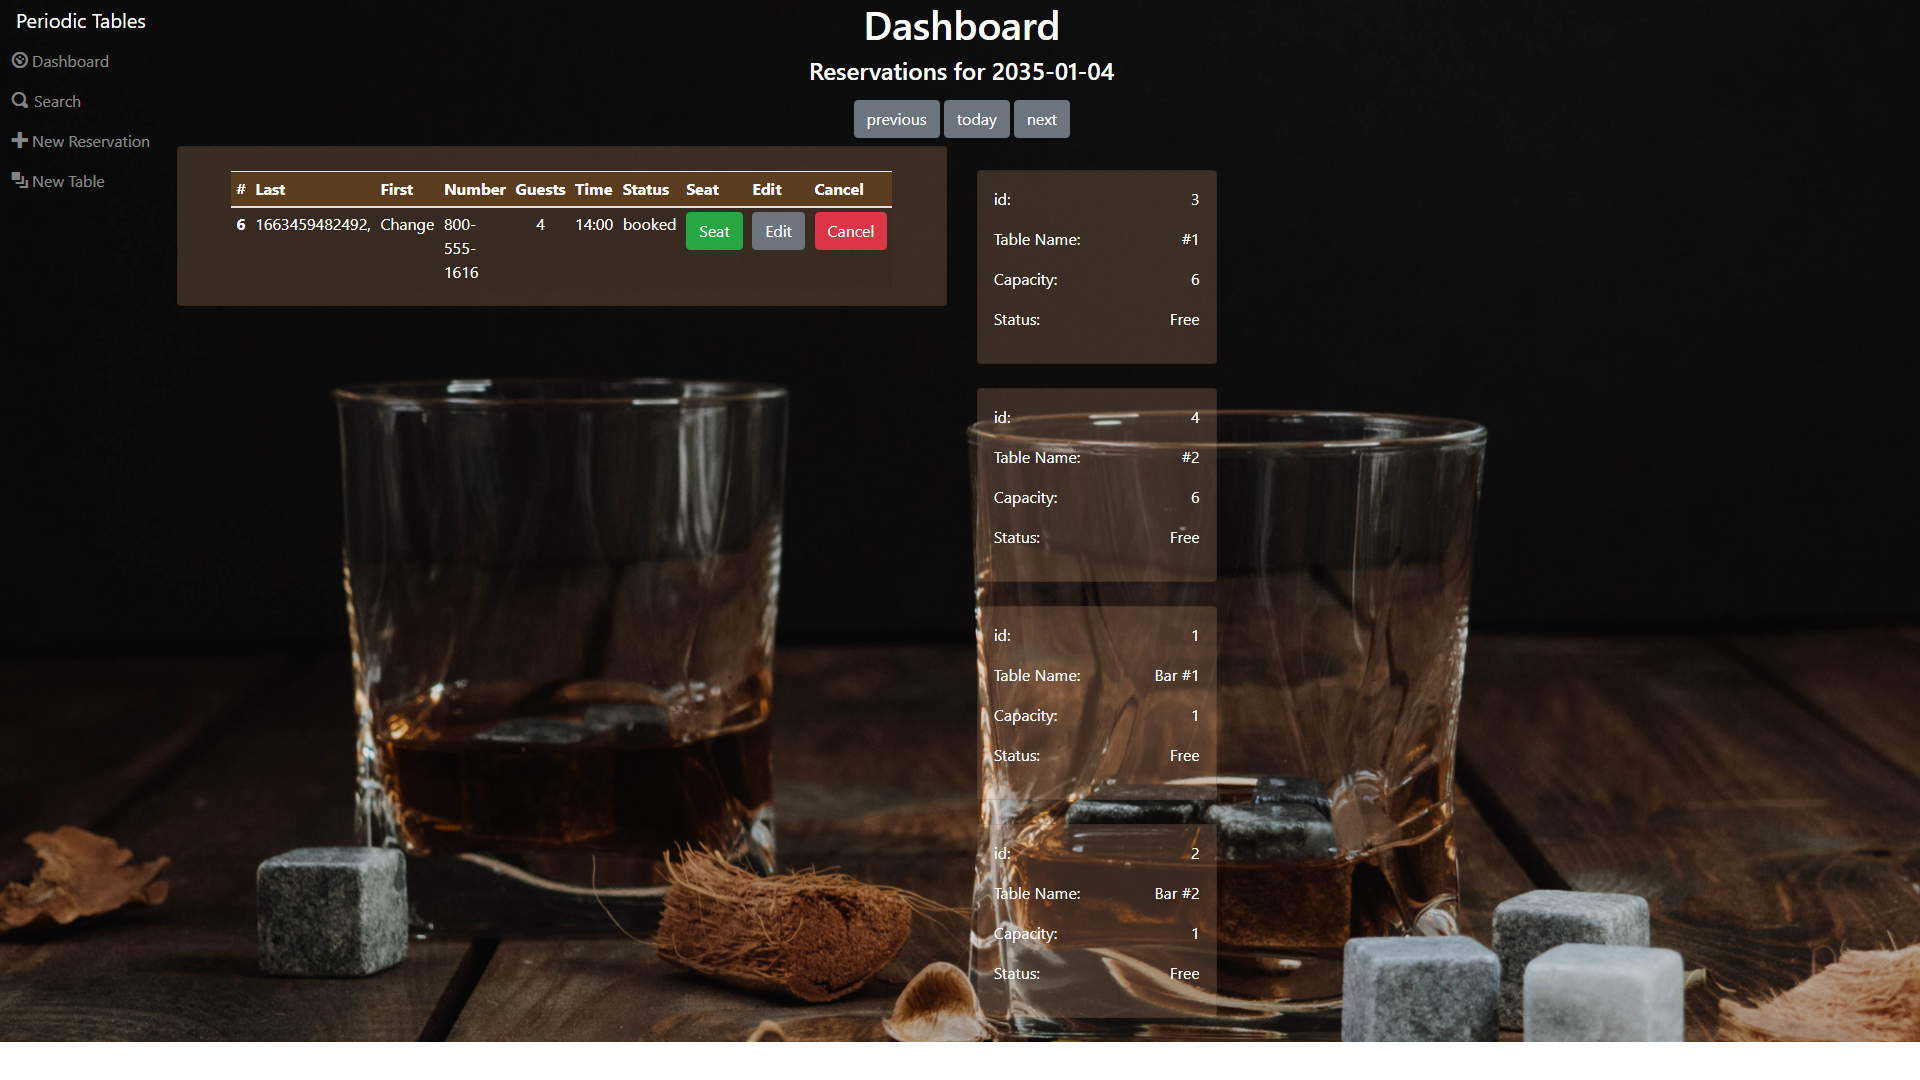 Periodic Tables
Dashboard
Search
New Reservation
New Table
Dashboard
Reservations for 2035-01-04
previous today next
# Last First Number Guests Time Status Seat Edit Cancel
6 1663459482492, Change 800-555-1616 4 14:00 booked Seat Edit Cancel
id: 3
Table Name: #1
Capacity: 6
Status: Free
id: 4
Table Name: #2
Capacity: 6
Status: Free
id: 1
Table Name: Bar #1
Capacity: 1
Status: Free
id: 2
Table Name: Bar #2
Capacity: 1
Status: Free